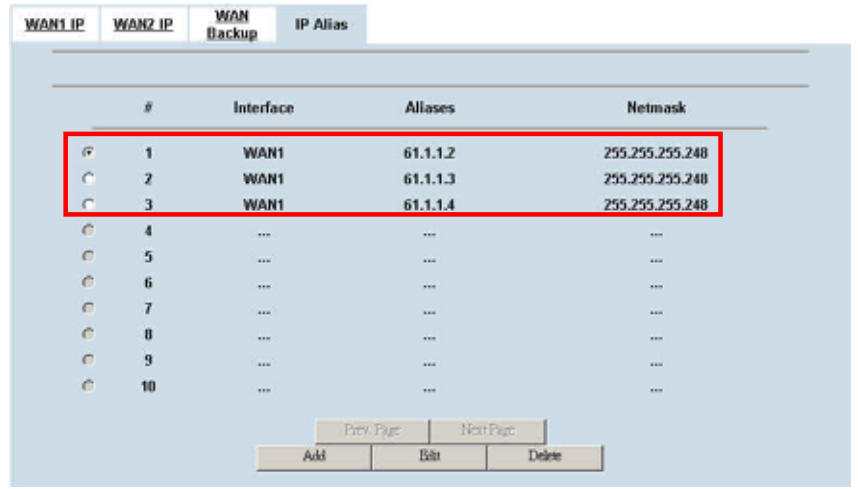 WAN1 IP WAN2 IP WAN Backup IP Alias
# Interface Aliases Netmask
1 WAN1 61.1.1.2 255.255.255.248
2 WAN1 61.1.1.3 255.255.255.248
3 WAN1 61.1.1.4 255.255.255.248
4 ... ... ...
5 ... ... ...
6 ... ... ...
7 ... ... ...
8 ... ... ...
9 ... ... ...
10 ... ... ...
Prev. Page Next Page
Add Edit Delete